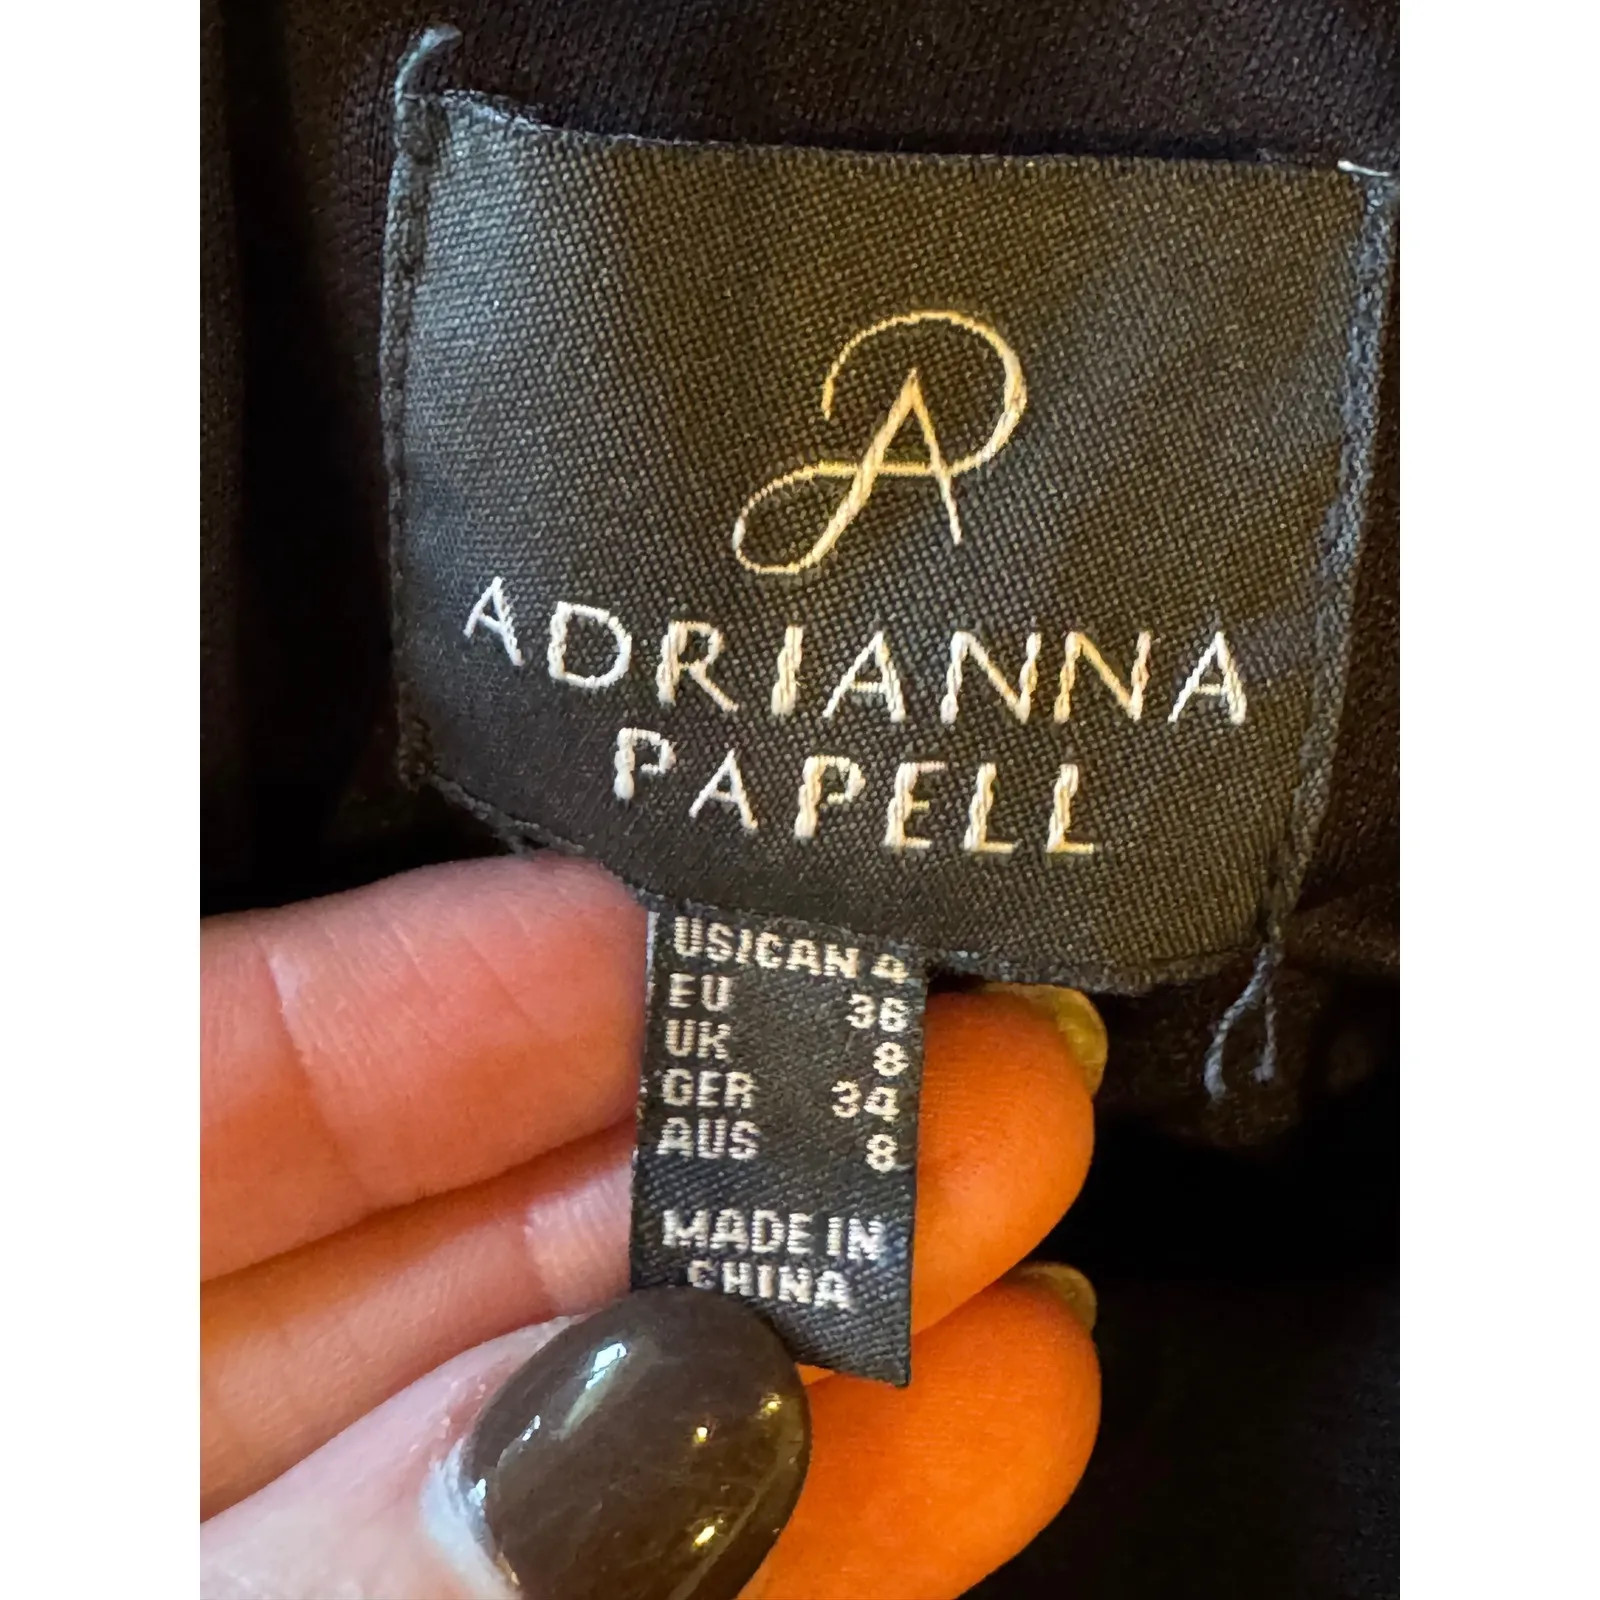 AP
ADRIANNA
PAPELL
US/CAN 4
EU 36
UK 8
GER 34
AUS 8
MADE IN
CHINA